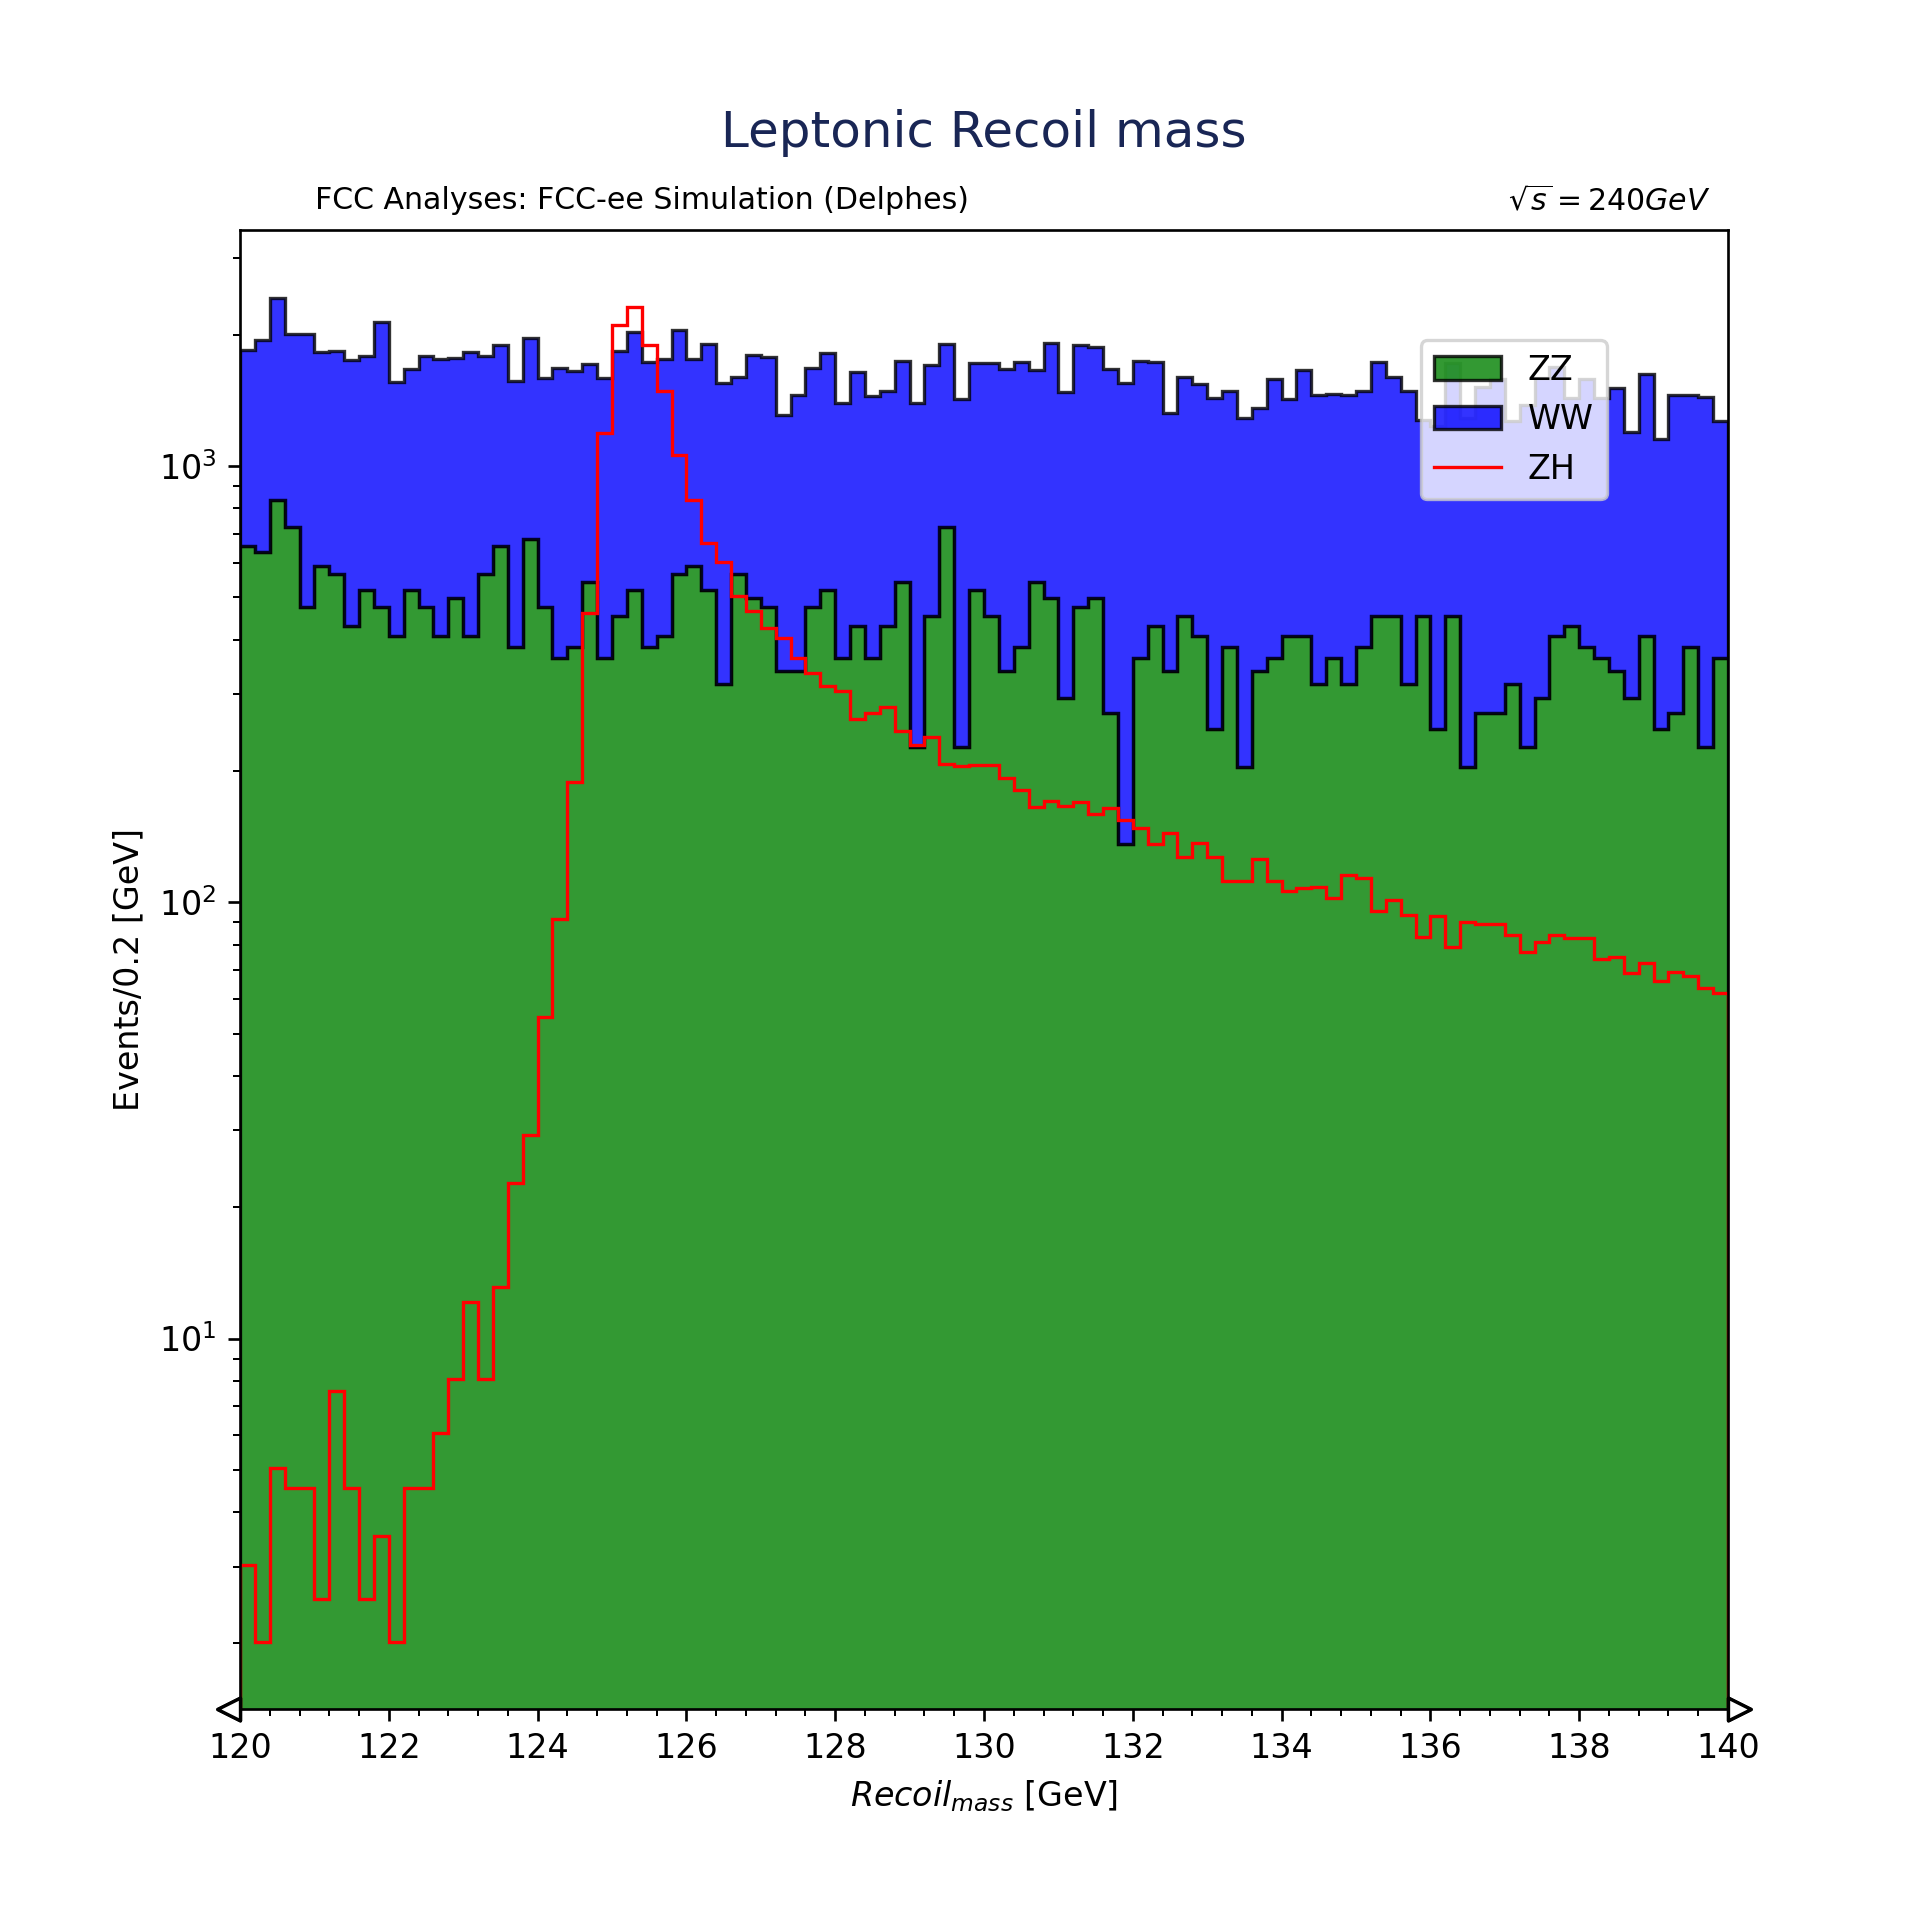 Leptonic Recoil mass
FCC Analyses: FCC-ee Simulation (Delphes)
√s = 240GeV
ZZ
WW
ZH
10³
10²
10¹
Events/0.2 [GeV]
120 122 124 126 128 130 132 134 136 138 140
Recoil_mass [GeV]